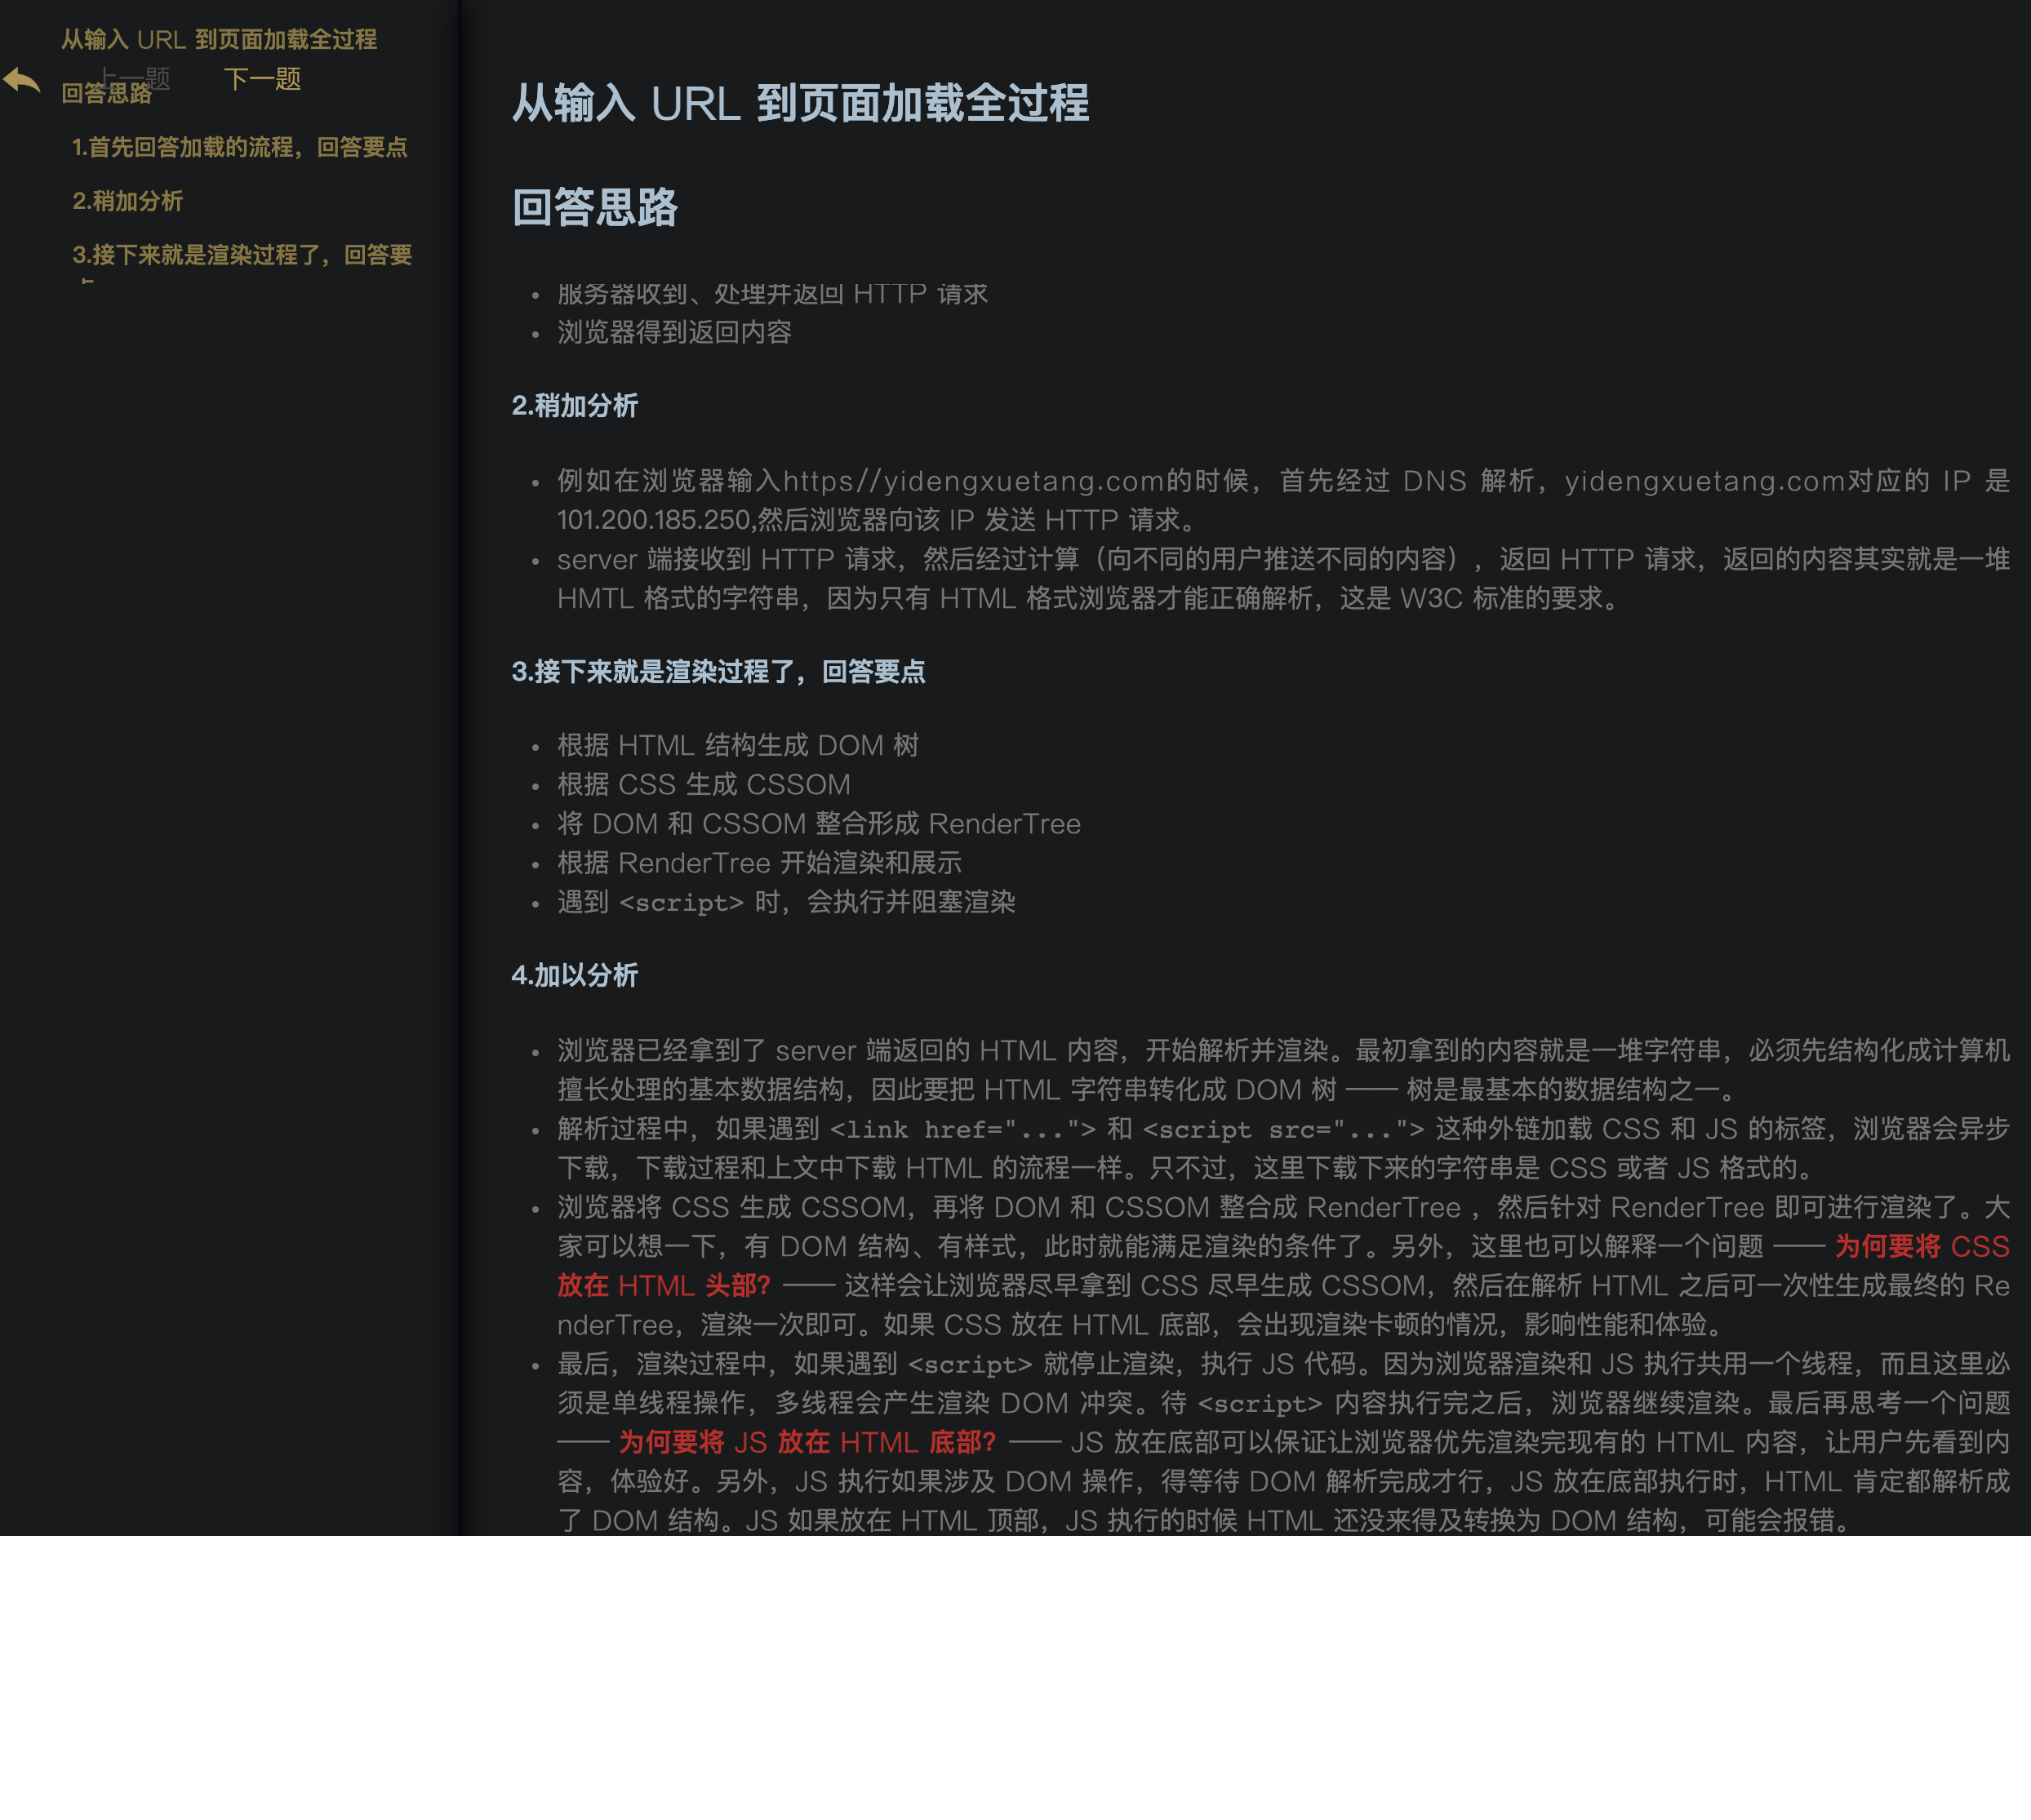 从输入 URL 到页面加载全过程
上一题
下一题
回答思路
1.首先回答加载的流程，回答要点
2.稍加分析
3.接下来就是渲染过程了，回答要
从输入 URL 到页面加载全过程
回答思路
服务器收到、处理并返回 HTTP 请求
浏览器得到返回内容
2.稍加分析
例如在浏览器输入https//yidengxuetang.com的时候，首先经过 DNS 解析，yidengxuetang.com对应的 IP 是
101.200.185.250,然后浏览器向该 IP 发送 HTTP 请求。
server 端接收到 HTTP 请求，然后经过计算（向不同的用户推送不同的内容），返回 HTTP 请求，返回的内容其实就是一堆
HMTL 格式的字符串，因为只有 HTML 格式浏览器才能正确解析，这是 W3C 标准的要求。
3.接下来就是渲染过程了，回答要点
根据 HTML 结构生成 DOM 树
根据 CSS 生成 CSSOM
将 DOM 和 CSSOM 整合形成 RenderTree
根据 RenderTree 开始渲染和展示
遇到 <script> 时，会执行并阻塞渲染
4.加以分析
浏览器已经拿到了 server 端返回的 HTML 内容，开始解析并渲染。最初拿到的内容就是一堆字符串，必须先结构化成计算机
擅长处理的基本数据结构，因此要把 HTML 字符串转化成 DOM 树 —— 树是最基本的数据结构之一。
解析过程中，如果遇到 <link href="..."> 和 <script src="..."> 这种外链加载 CSS 和 JS 的标签，浏览器会异步
下载，下载过程和上文中下载 HTML 的流程一样。只不过，这里下载下来的字符串是 CSS 或者 JS 格式的。
浏览器将 CSS 生成 CSSOM，再将 DOM 和 CSSOM 整合成 RenderTree ，然后针对 RenderTree 即可进行渲染了。大
家可以想一下，有 DOM 结构、有样式，此时就能满足渲染的条件了。另外，这里也可以解释一个问题 —— 为何要将 CSS
放在 HTML 头部? —— 这样会让浏览器尽早拿到 CSS 尽早生成 CSSOM，然后在解析 HTML 之后可一次性生成最终的 Re
nderTree，渲染一次即可。如果 CSS 放在 HTML 底部，会出现渲染卡顿的情况，影响性能和体验。
最后，渲染过程中，如果遇到 <script> 就停止渲染，执行 JS 代码。因为浏览器渲染和 JS 执行共用一个线程，而且这里必
须是单线程操作，多线程会产生渲染 DOM 冲突。待 <script> 内容执行完之后，浏览器继续渲染。最后再思考一个问题
—— 为何要将 JS 放在 HTML 底部? —— JS 放在底部可以保证让浏览器优先渲染完现有的 HTML 内容，让用户先看到内
容，体验好。另外，JS 执行如果涉及 DOM 操作，得等待 DOM 解析完成才行，JS 放在底部执行时，HTML 肯定都解析成
了 DOM 结构。JS 如果放在 HTML 顶部，JS 执行的时候 HTML 还没来得及转换为 DOM 结构，可能会报错。